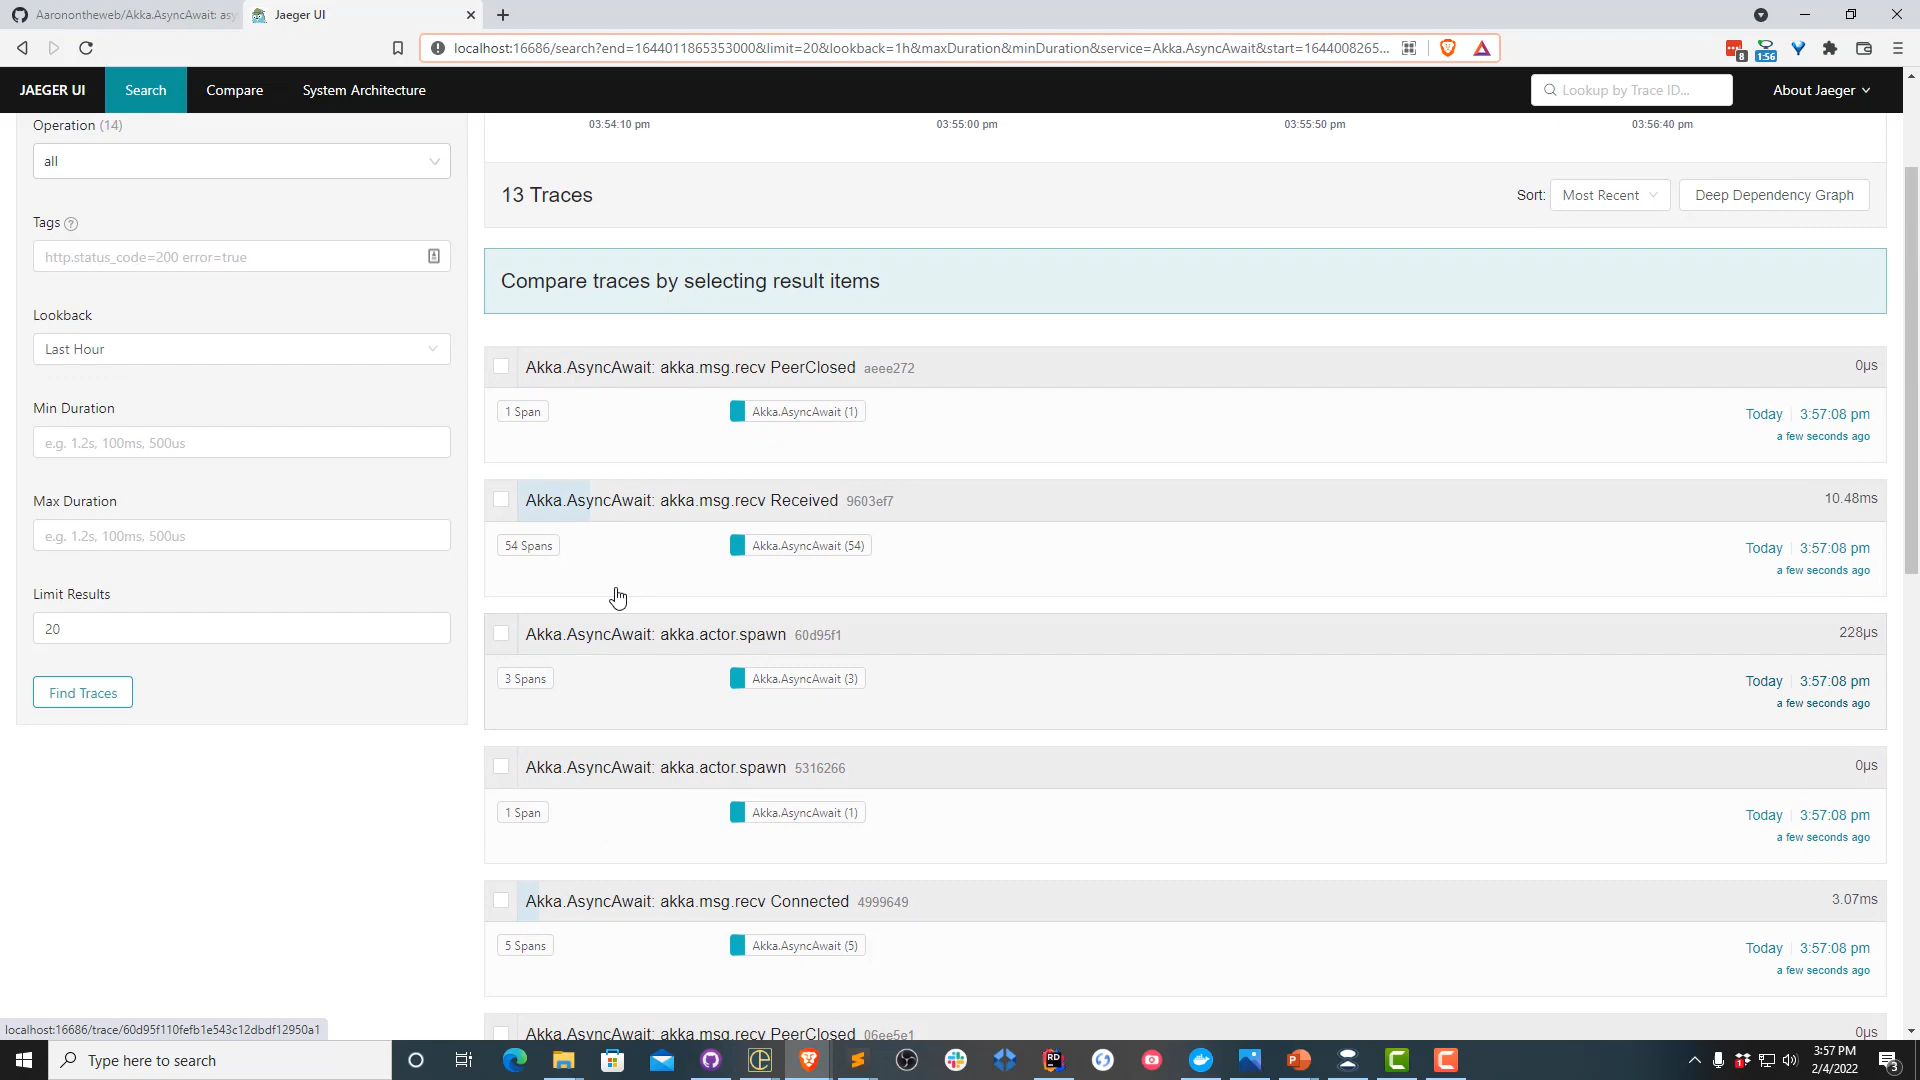 Aaronontheweb/Akka.AsyncAwait: asy
Jaeger UI
localhost:16686/search?end=1644011865353000&limit=20&lookback=1h&maxDuration&minDuration&service=Akka.AsyncAwait&start=1644008265...
8
1:56
JAEGER UI
Search
Compare
System Architecture
Lookup by Trace ID...
About Jaeger
Operation (14)
all
Tags ?
http.status_code=200 error=true
Lookback
Last Hour
Min Duration
e.g. 1.2s, 100ms, 500us
Max Duration
e.g. 1.2s, 100ms, 500us
Limit Results
20
Find Traces
03:54:10 pm
03:55:00 pm
03:55:50 pm
03:56:40 pm
13 Traces
Sort: Most Recent
Deep Dependency Graph
Compare traces by selecting result items
Akka.AsyncAwait: akka.msg.recv PeerClosed aeee272
0μs
1 Span
Akka.AsyncAwait (1)
Today 3:57:08 pm
a few seconds ago
Akka.AsyncAwait: akka.msg.recv Received 9603ef7
10.48ms
54 Spans
Akka.AsyncAwait (54)
Today 3:57:08 pm
a few seconds ago
Akka.AsyncAwait: akka.actor.spawn 60d95f1
228μs
3 Spans
Akka.AsyncAwait (3)
Today 3:57:08 pm
a few seconds ago
Akka.AsyncAwait: akka.actor.spawn 5316266
0μs
1 Span
Akka.AsyncAwait (1)
Today 3:57:08 pm
a few seconds ago
Akka.AsyncAwait: akka.msg.recv Connected 4999649
3.07ms
5 Spans
Akka.AsyncAwait (5)
Today 3:57:08 pm
a few seconds ago
Akka.AsyncAwait: akka.msg.recv PeerClosed 06ee5e1
0μs
localhost:16686/trace/60d95f110fefb1e543c12dbdf12950a1
Type here to search
RD
3:57 PM
2/4/2022
3